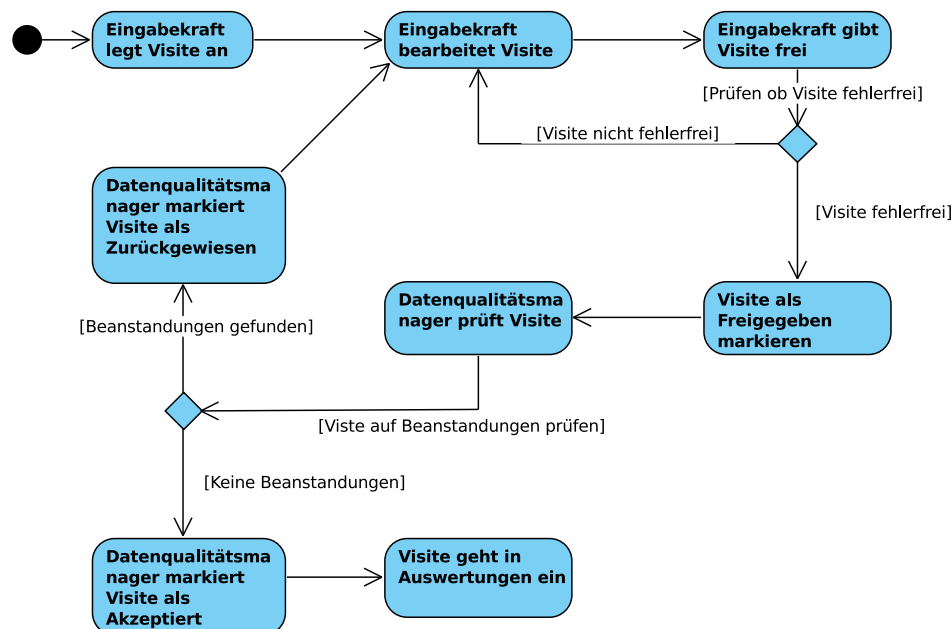 Eingabekraft
legt Visite an
Eingabekraft
bearbeitet Visite
Eingabekraft gibt
Visite frei
[Prüfen ob Visite fehlerfrei]
[Visite nicht fehlerfrei]
Datenqualitätsma
nager markiert
Visite als
Zurückgewiesen
[Visite fehlerfrei]
Datenqualitätsma
nager prüft Visite
Visite als
Freigegeben
markieren
[Beanstandungen gefunden]
[Viste auf Beanstandungen prüfen]
[Keine Beanstandungen]
Datenqualitätsma
nager markiert
Visite als
Akzeptiert
Visite geht in
Auswertungen ein